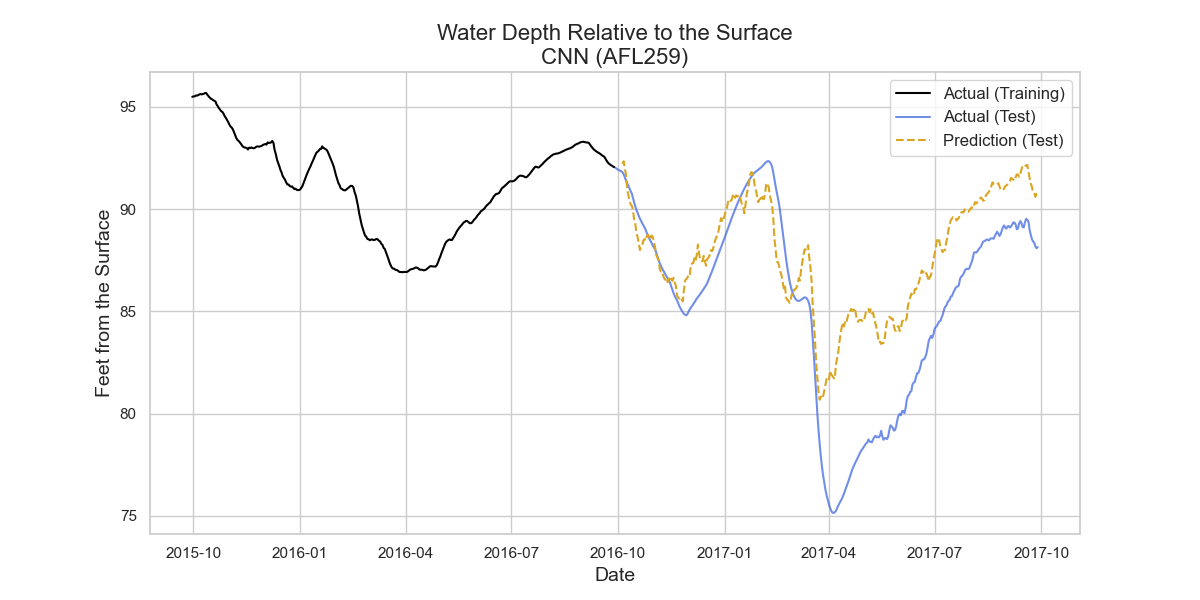 Water Depth Relative to the Surface
CNN (AFL259)
Actual (Training)
Actual (Test)
Prediction (Test)
Feet from the Surface
95
90
85
80
75
2015-10
2016-01
2016-04
2016-07
2016-10
2017-01
2017-04
2017-07
2017-10
Date